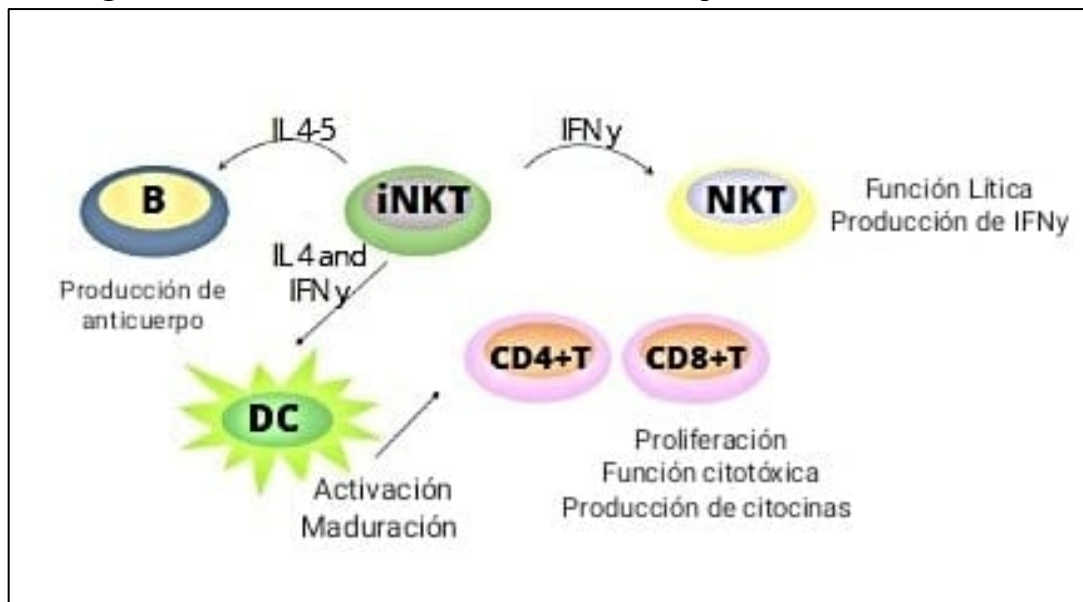 IL4-5
IFNγ
B
iNKT
NKT
Función Lítica
Producción de IFNy
IL4 and
IFNγ
Producción de
anticuerpo
CD4+T
CD8+T
DC
Proliferación
Función citotóxica
Producción de citocinas
Activación
Maduración